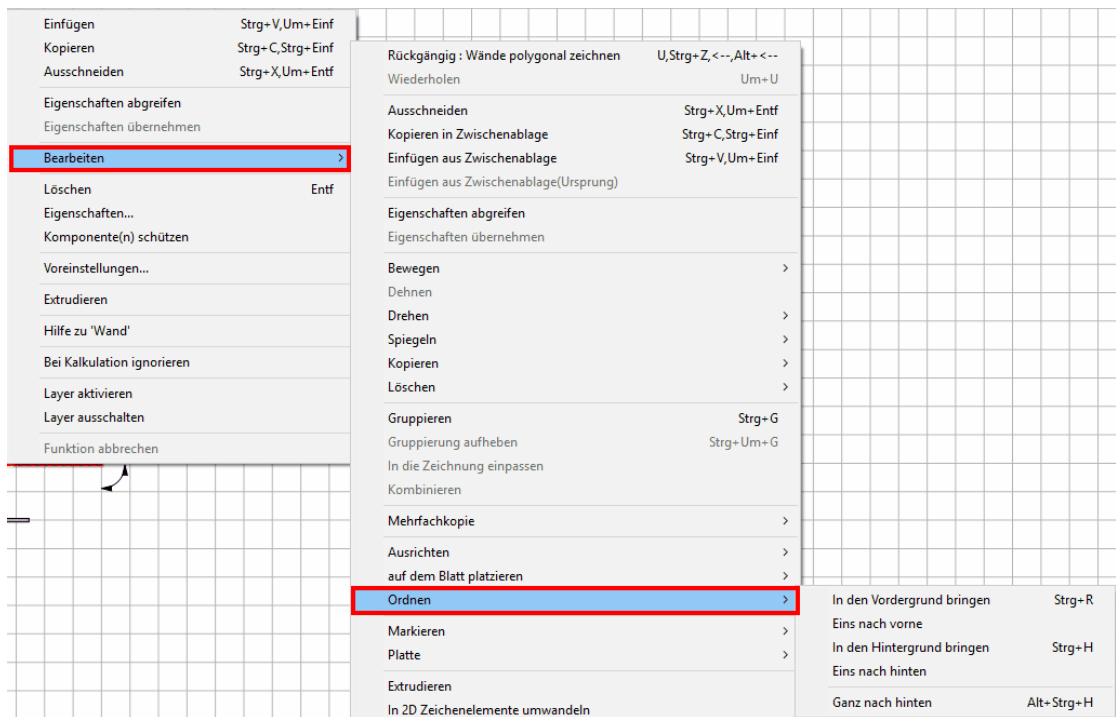 Einfügen Strg+V,Um+Einf
Kopieren Strg+C,Strg+Einf
Ausschneiden Strg+X,Um+Entf
Eigenschaften abgreifen
Eigenschaften übernehmen
Bearbeiten >
Löschen Entf
Eigenschaften...
Komponente(n) schützen
Voreinstellungen...
Extrudieren
Hilfe zu 'Wand'
Bei Kalkulation ignorieren
Layer aktivieren
Layer ausschalten
Funktion abbrechen
Rückgängig : Wände polygonal zeichnen U,Strg+Z,<--,Alt+<--
Wiederholen Um+U
Ausschneiden Strg+X,Um+Entf
Kopieren in Zwischenablage Strg+C,Strg+Einf
Einfügen aus Zwischenablage Strg+V,Um+Einf
Einfügen aus Zwischenablage(Ursprung)
Eigenschaften abgreifen
Eigenschaften übernehmen
Bewegen >
Dehnen
Drehen >
Spiegeln >
Kopieren >
Löschen >
Gruppieren Strg+G
Gruppierung aufheben Strg+Um+G
In die Zeichnung einpassen
Kombinieren
Mehrfachkopie >
Ausrichten >
auf dem Blatt platzieren >
Ordnen >
Markieren >
Platte >
Extrudieren
In 2D Zeichenelemente umwandeln
In den Vordergrund bringen Strg+R
Eins nach vorne
In den Hintergrund bringen Strg+H
Eins nach hinten
Ganz nach hinten Alt+Strg+H